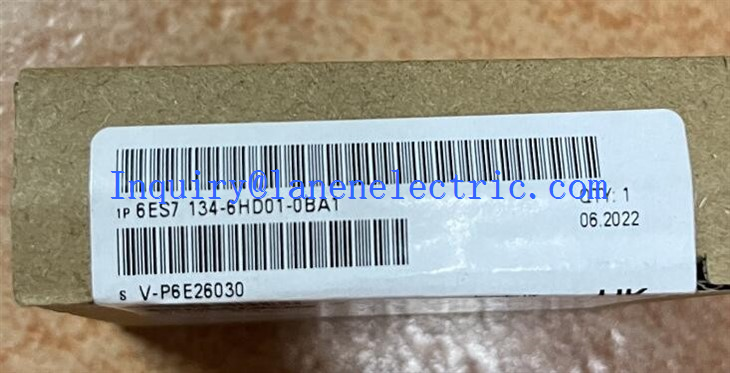 Inquiry@lanenelectric.com
1P 6ES7 134-6HD01-0BA1
QTY: 1
06.2022
S V-P6E26030